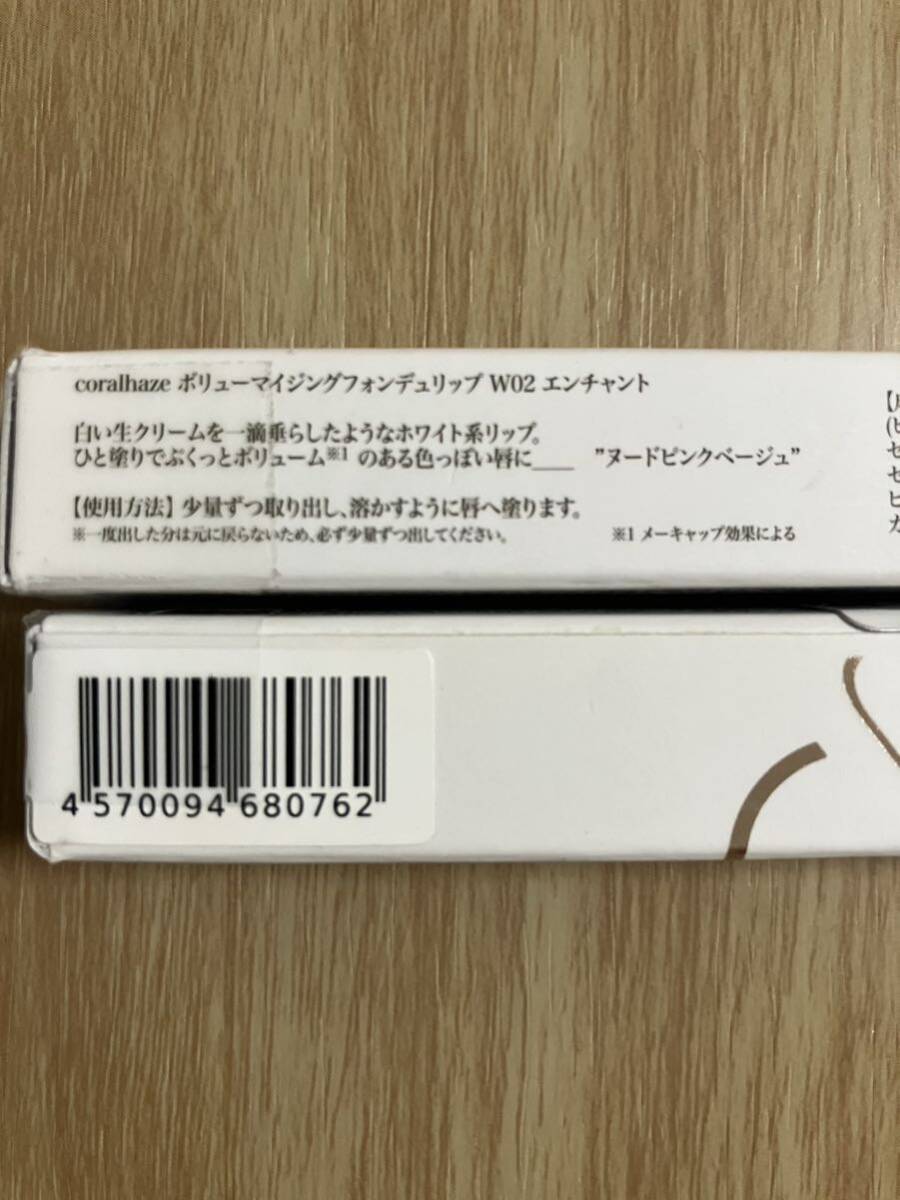 coralhaze ボリューマイジングフォンデュリップ W02 エンチャント
白い生クリームを一滴垂らしたようなホワイト系リップ。
ひと塗りでぷくっとボリューム※1 のある色っぽい唇に＿＿ ”ヌードピンクベージュ”
【使用方法】少量ずつ取り出し、溶かすように唇へ塗ります。
※一度出した分は元に戻らないため、必ず少量ずつ出してください。 ※1 メーキャップ効果による
4 570094 680762